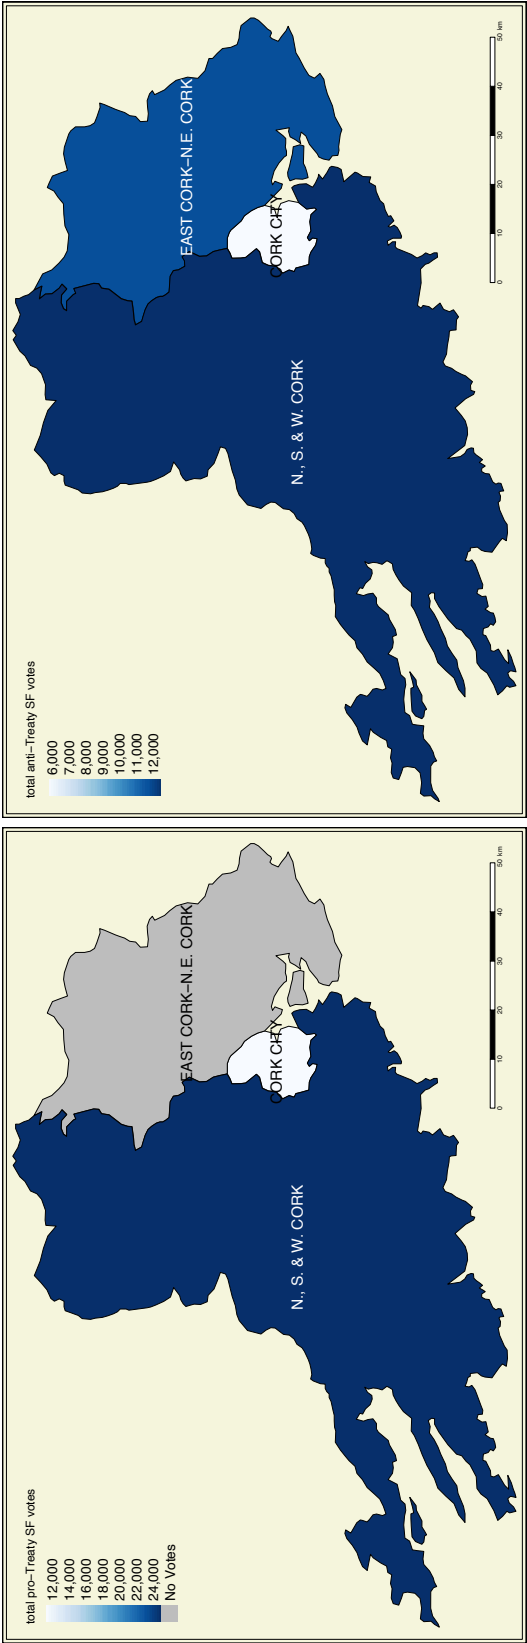 total pro−Treaty SF votes
12,000
14,000
16,000
18,000
20,000
22,000
24,000
No Votes
N., S. & W. CORK
EAST CORK−N.E. CORK
CORK CITY
0 10 20 30 40 50 km
total anti−Treaty SF votes
6,000
7,000
8,000
9,000
10,000
11,000
12,000
N., S. & W. CORK
EAST CORK−N.E. CORK
CORK CITY
0 10 20 30 40 50 km